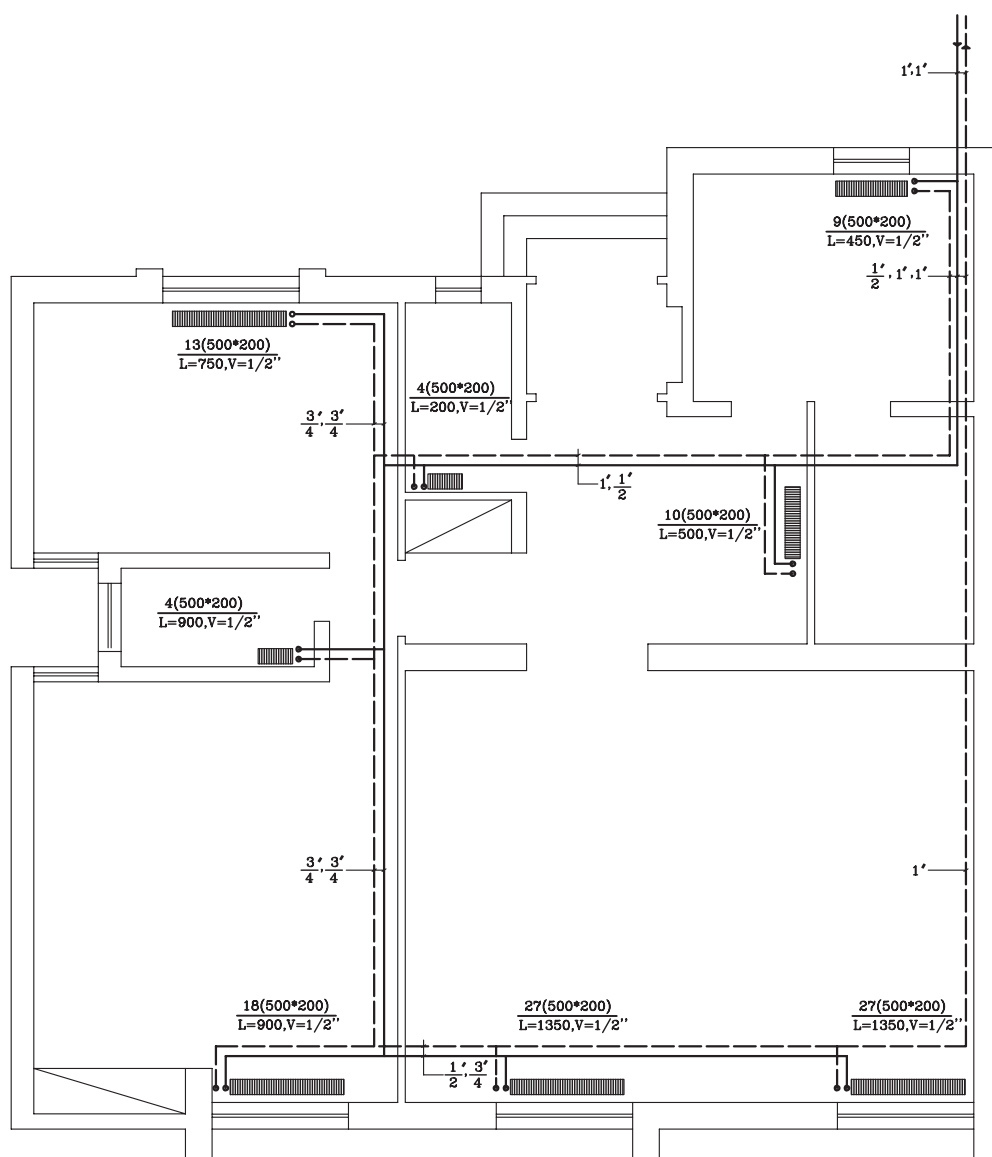 1′,1′
9(500*200)
L=450,V=1/2″
1′/2, 1′, 1′
13(500*200)
L=750,V=1/2″
4(500*200)
L=200,V=1/2″
3′/4, 3′/4
1′, 1′/2
10(500*200)
L=500,V=1/2″
4(500*200)
L=900,V=1/2″
3′/4, 3′/4
1′
18(500*200)
L=900,V=1/2″
27(500*200)
L=1350,V=1/2″
27(500*200)
L=1350,V=1/2″
1′/2, 3′/4